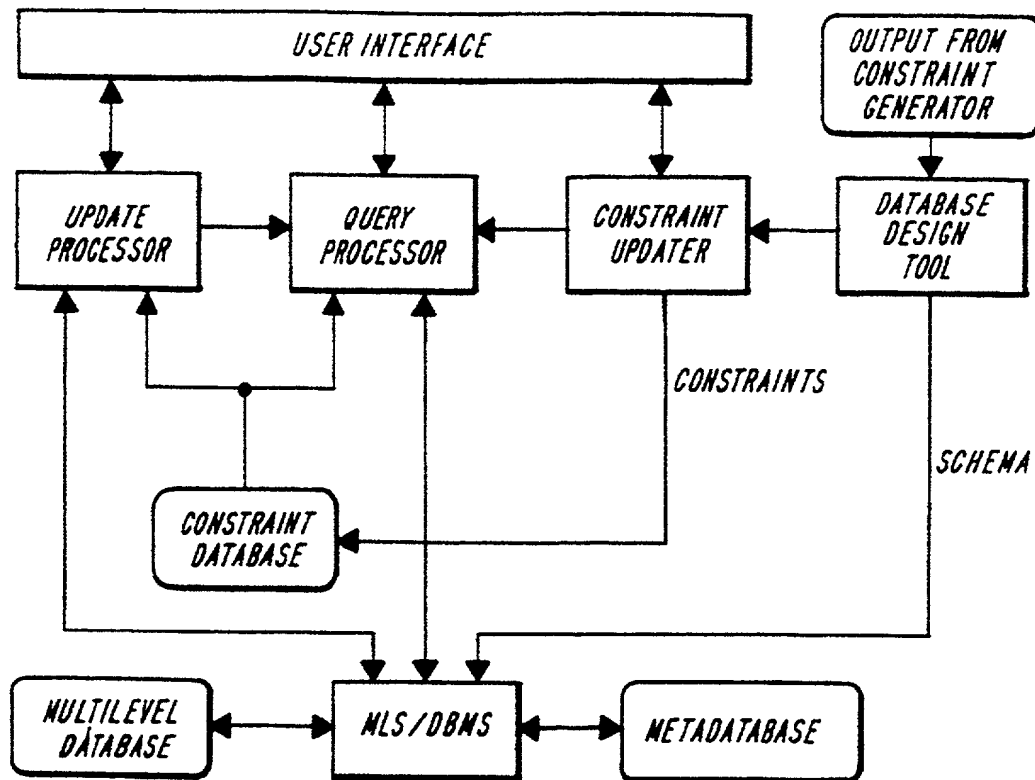 USER INTERFACE
OUTPUT FROM
CONSTRAINT
GENERATOR
UPDATE
PROCESSOR
QUERY
PROCESSOR
CONSTRAINT
UPDATER
DATABASE
DESIGN
TOOL
CONSTRAINTS
SCHEMA
CONSTRAINT
DATABASE
MULTILEVEL
DATABASE
MLS/DBMS
METADATABASE